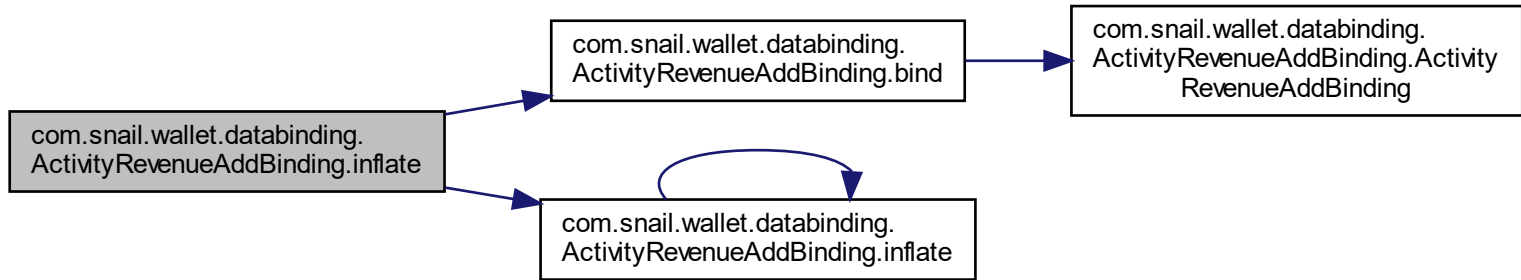 com.snail.wallet.databinding.
ActivityRevenueAddBinding.inflate
com.snail.wallet.databinding.
ActivityRevenueAddBinding.bind
com.snail.wallet.databinding.
ActivityRevenueAddBinding.Activity
RevenueAddBinding
com.snail.wallet.databinding.
ActivityRevenueAddBinding.inflate